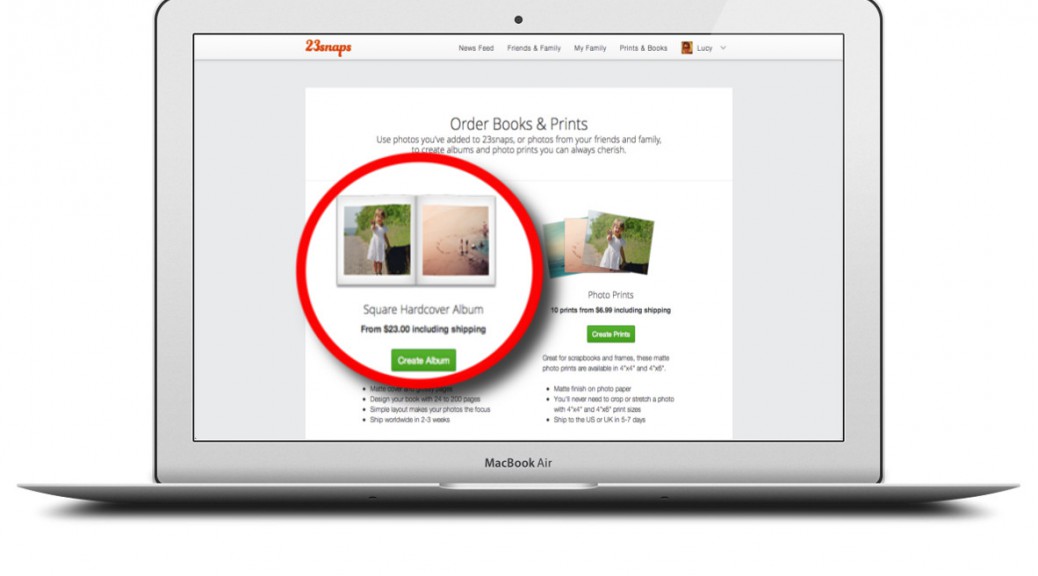 23snaps
News Feed Friends & Family My Family Prints & Books Lucy
Order Books & Prints
Use photos you've added to 23snaps, or photos from your friends and family,
to create albums and photo prints you can always cherish.
Square Hardcover Album
From $23.00 including shipping
Create Album
Matte cover and pages
Design your book with 24 to 200 pages
Simple layout makes your photos the focus
Ship worldwide in 2-3 weeks
Photo Prints
10 prints from $6.99 including shipping
Create Prints
Great for scrapbooks and frames, these matte
photo prints are available in 4"x4" and 4"x6".
Matte finish on photo paper
You'll never need to crop or stretch a photo
with 4"x4" and 4"x6" print sizes
Ship to the US or UK in 5-7 days
MacBook Air